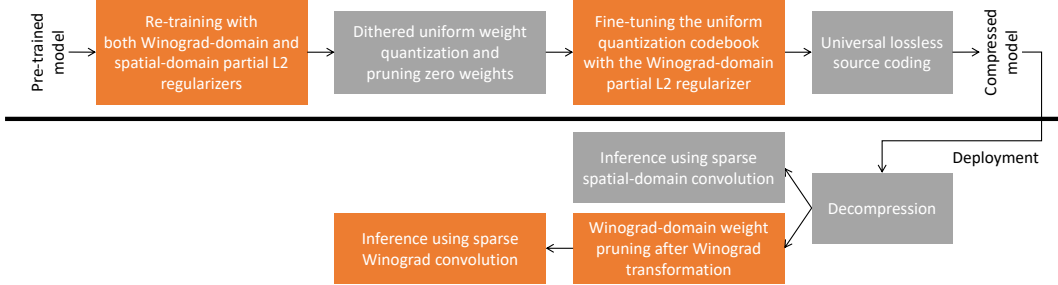 Pre-trained
model
Re-training with
both Winograd-domain and
spatial-domain partial L2
regularizers
Dithered uniform weight
quantization and
pruning zero weights
Fine-tuning the uniform
quantization codebook
with the Winograd-domain
partial L2 regularizer
Universal lossless
source coding
Compressed
model
Deployment
Decompression
Inference using sparse
spatial-domain convolution
Winograd-domain weight
pruning after Winograd
transformation
Inference using sparse
Winograd convolution